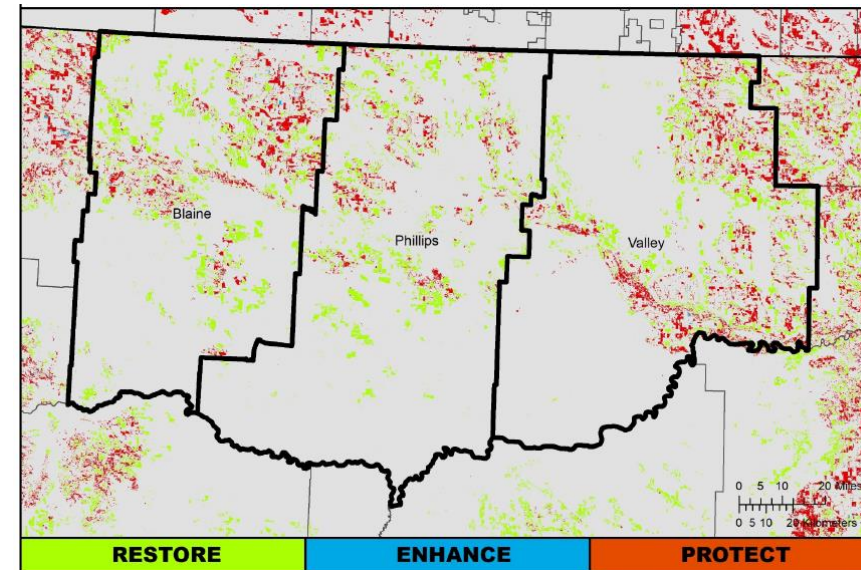 Blaine
Phillips
Valley
0 5 10 20 Miles
0 5 10 20 Kilometers
RESTORE ENHANCE PROTECT